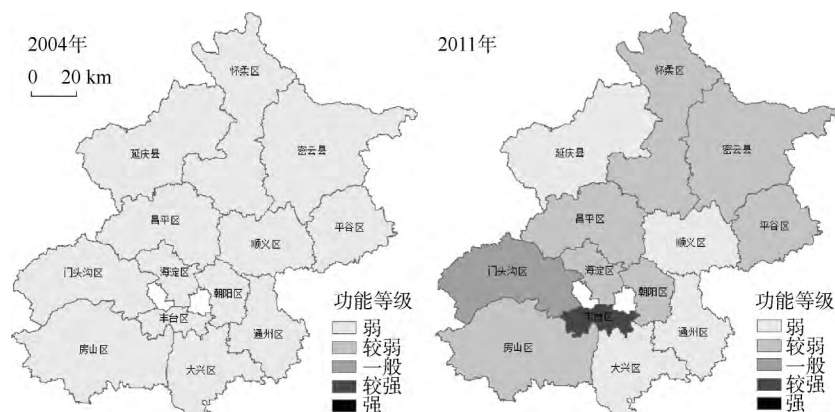 2004年
0 20 km
怀柔区
延庆县
密云县
昌平区
顺义区
平谷区
门头沟区
海淀区
朝阳区
丰台区
通州区
房山区
大兴区
功能等级
弱
较弱
一般
较强
强
2011年
怀柔区
延庆县
密云县
昌平区
顺义区
平谷区
门头沟区
海淀区
朝阳区
丰台区
通州区
房山区
大兴区
功能等级
弱
较弱
一般
较强
强